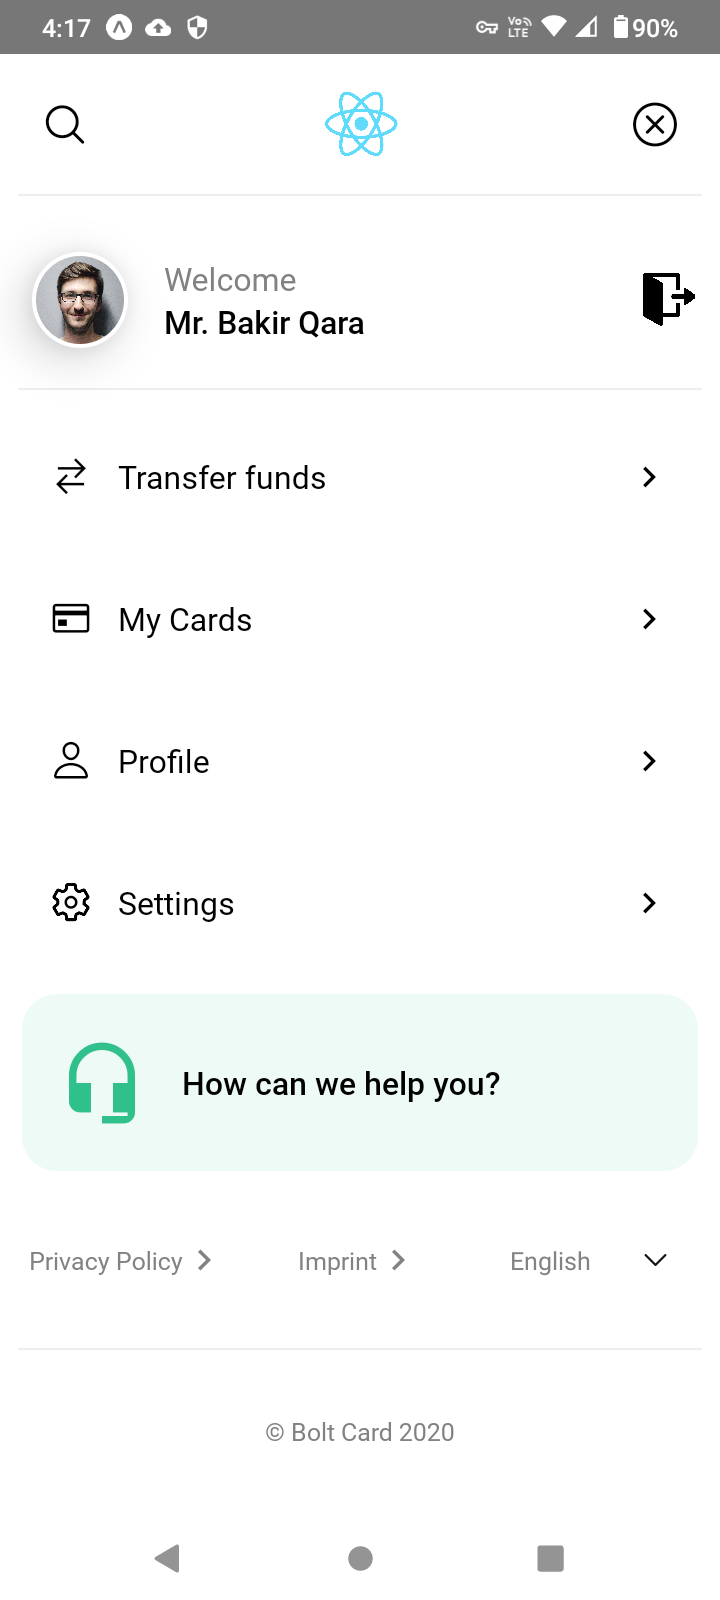 4:17 VoLTE 90%
Welcome
Mr. Bakir Qara
Transfer funds
My Cards
Profile
Settings
How can we help you?
Privacy Policy Imprint English
© Bolt Card 2020